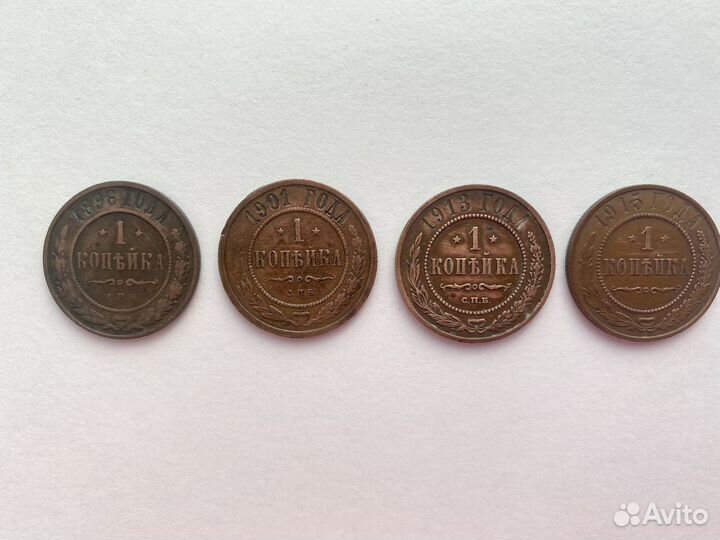 1898 ГОДА
* 1 *
КОПѢЙКА
С.П.Б.
1901 ГОДА
* 1 *
КОПѢЙКА
С.П.Б.
1913 ГОДА
* 1 *
КОПѢЙКА
С.П.Б.
1915 ГОДА
* 1 *
КОПѢЙКА
Avito